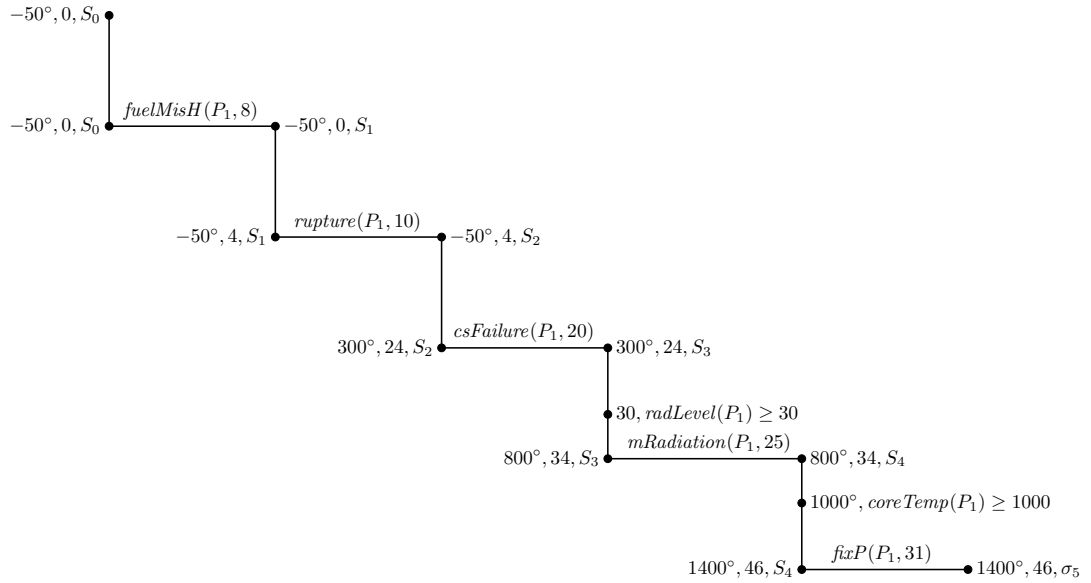 −50°, 0, S₀
−50°, 0, S₀
fuelMisH(P₁, 8)
−50°, 0, S₁
−50°, 4, S₁
rupture(P₁, 10)
−50°, 4, S₂
300°, 24, S₂
csFailure(P₁, 20)
300°, 24, S₃
30, radLevel(P₁) ≥ 30
800°, 34, S₃
mRadiation(P₁, 25)
800°, 34, S₄
1000°, coreTemp(P₁) ≥ 1000
1400°, 46, S₄
fixP(P₁, 31)
1400°, 46, σ₅